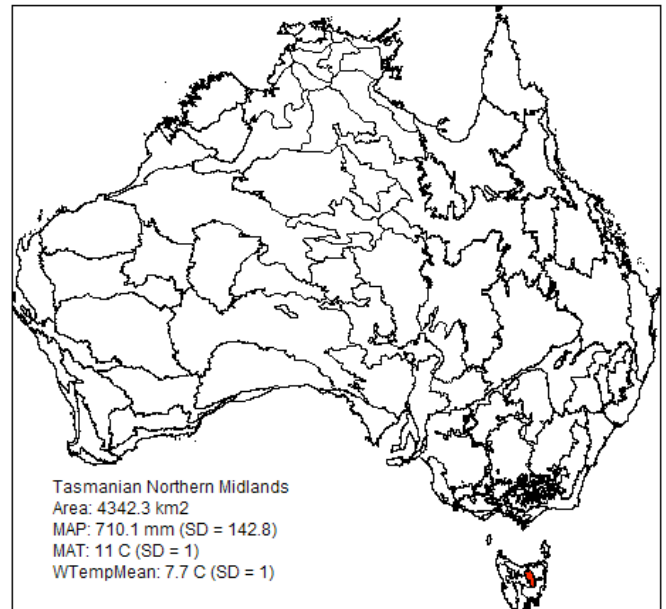 Tasmanian Northern Midlands
Area: 4342.3 km2
MAP: 710.1 mm (SD = 142.8)
MAT: 11 C (SD = 1)
WTempMean: 7.7 C (SD = 1)